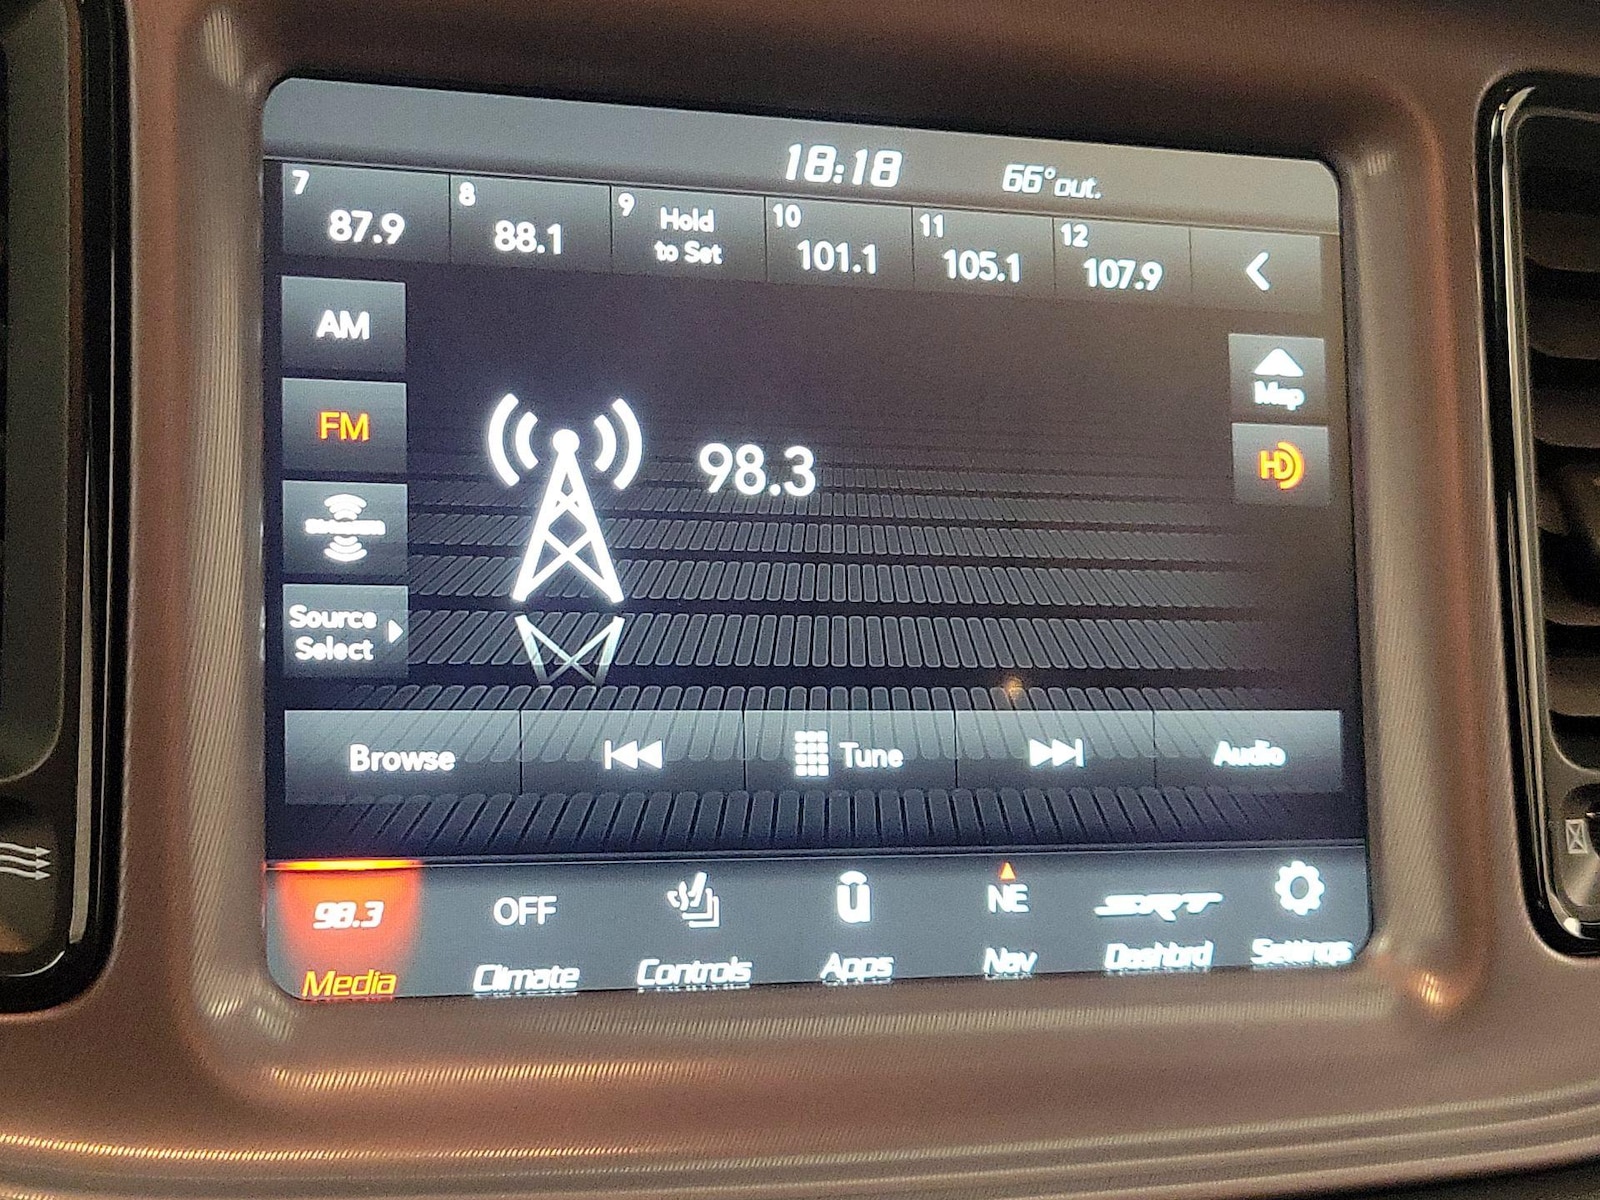 18:18 66°out.
7 87.9
8 88.1
9 Hold
to Set
10 101.1
11 105.1
12 107.9
AM
FM
Source
Select
98.3
Map
HD
Browse
Tune
Audio
98.3
Media
OFF
Climate
Controls
ū
Apps
NE
Nav
SRT
Dashbrd
Settings